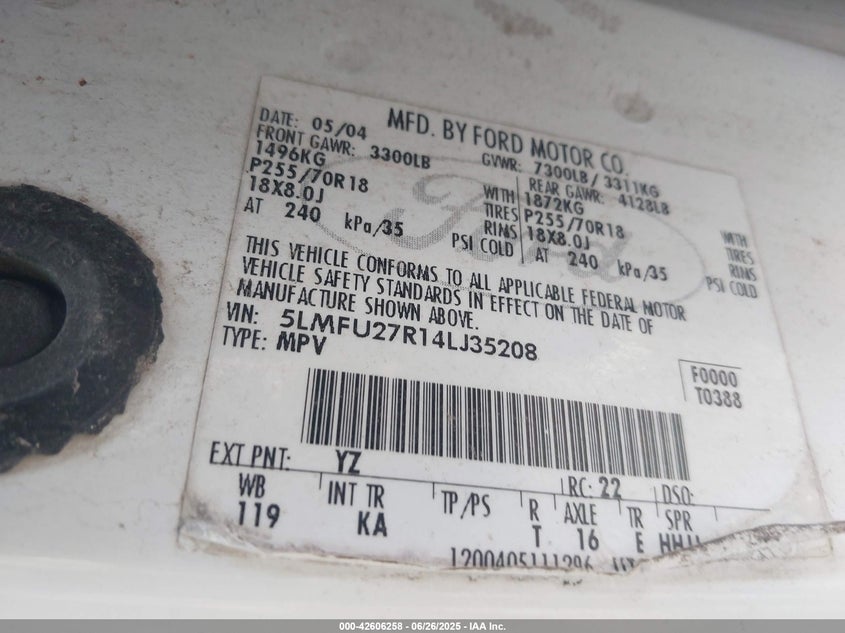 MFD. BY FORD MOTOR CO.
DATE: 05/04 GVWR: 7300LB / 3311KG
FRONT GAWR: 3300LB REAR GAWR: 4128LB
1496KG WITH 1872KG WITH
P255/70R18 TIRES P255/70R18 TIRES
18X8.0J RIMS 18X8.0J RIMS
AT 240 kPa/35 PSI COLD AT 240 kPa/35 PSI COLD
THIS VEHICLE CONFORMS TO ALL APPLICABLE FEDERAL MOTOR
VEHICLE SAFETY STANDARDS IN EFFECT ON THE DATE OF
MANUFACTURE SHOWN ABOVE.
VIN: 5LMFU27R14LJ35208
TYPE: MPV
F0000
T0388
EXT PNT: YZ RC: 22 DSO:
WB INT TR TP/PS R AXLE TR SPR
119 KA T 16 E
1200405111296
000-42606258 - 06/26/2025 - IAA Inc.